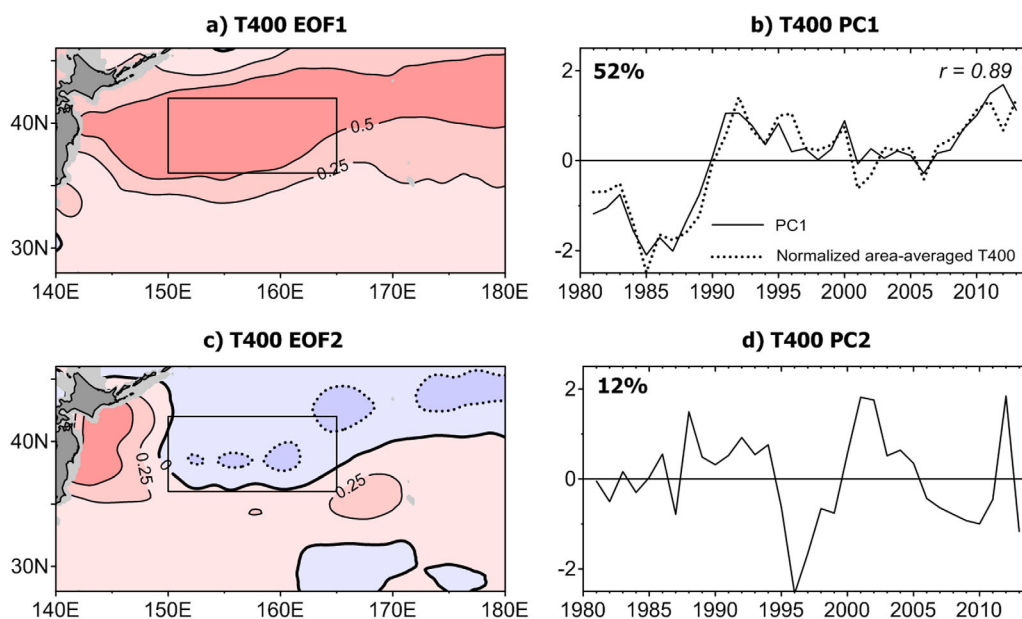 a) T400 EOF1
40N
30N
140E 150E 160E 170E 180E
0.5
0.25
b) T400 PC1
52%
r = 0.89
2
0
-2
PC1
Normalized area-averaged T400
1980 1985 1990 1995 2000 2005 2010
c) T400 EOF2
40N
30N
140E 150E 160E 170E 180E
0.25
0
0.25
d) T400 PC2
12%
2
0
-2
1980 1985 1990 1995 2000 2005 2010